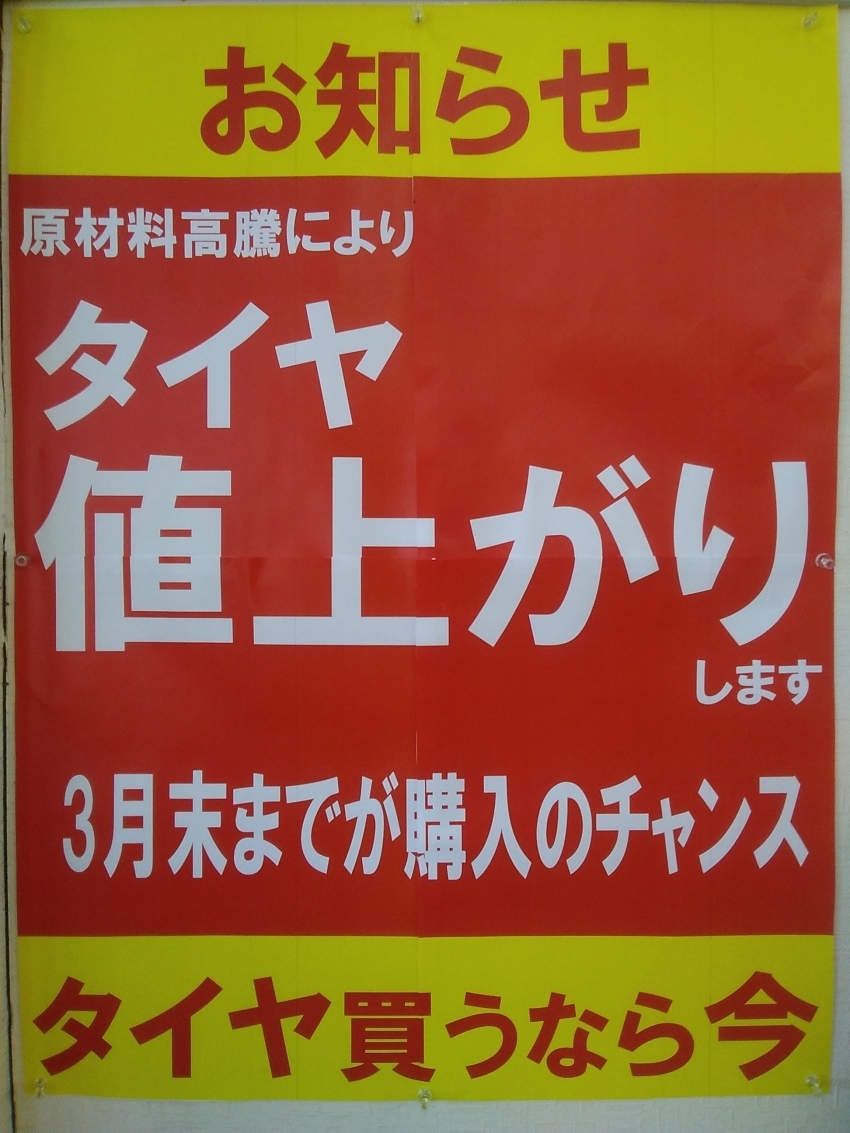 お知らせ
原材料高騰により
タイヤ
値上がり
します
3月末までが購入のチャンス
タイヤ買うなら今